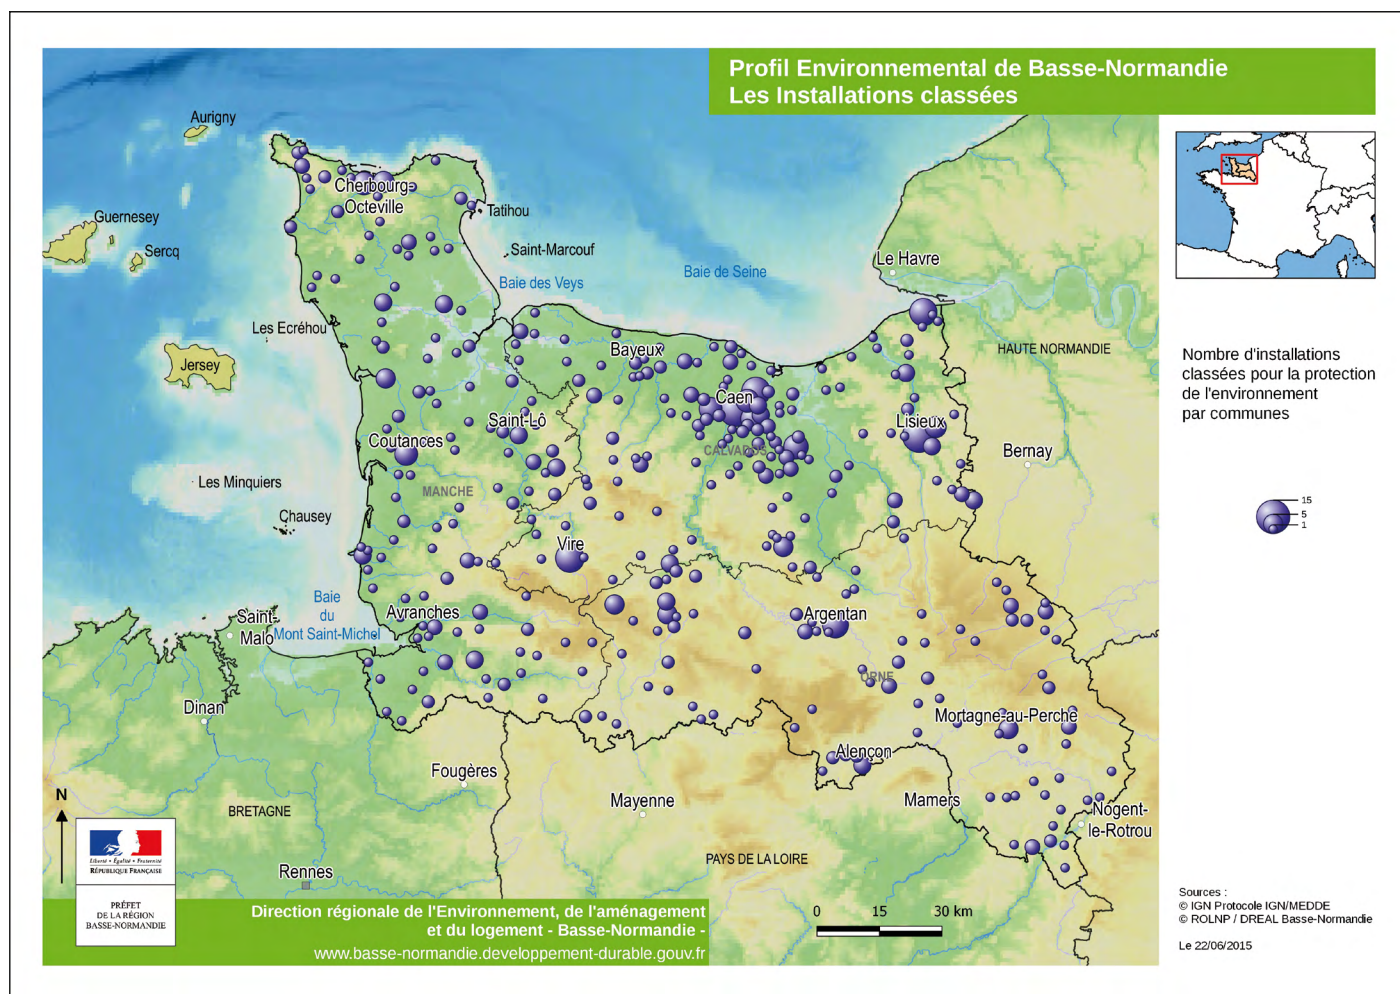 Profil Environnemental de Basse-Normandie
Les Installations classées
Aurigny
Cherbourg-
Octeville
Tatihou
Guernesey
Sercq
Saint-Marcouf
Baie des Veys
Baie de Seine
Le Havre
Les Ecréhou
Jersey
Bayeux
HAUTE NORMANDIE
Caen
Saint-Lô
Lisieux
Coutances
CALVADOS
Bernay
Les Minquiers
MANCHE
Chausey
Vire
Baie
du
Mont Saint-Michel
Avranches
Argentan
Saint-
Malo
ORNE
Dinan
Mortagne-au-Perche
Alençon
Fougères
Mayenne
Mamers
Nogent-
le-Rotrou
BRETAGNE
PAYS DE LA LOIRE
Rennes
Nombre d'installations
classées pour la protection
de l'environnement
par communes
15
5
1
N
Liberté • Égalité • Fraternité
RÉPUBLIQUE FRANÇAISE
PRÉFET
DE LA RÉGION
BASSE-NORMANDIE
Direction régionale de l'Environnement, de l'aménagement
et du logement - Basse-Normandie -
www.basse-normandie.developpement-durable.gouv.fr
0 15 30 km
Sources :
© IGN Protocole IGN/MEDDE
© ROLNP / DREAL Basse-Normandie
Le 22/06/2015